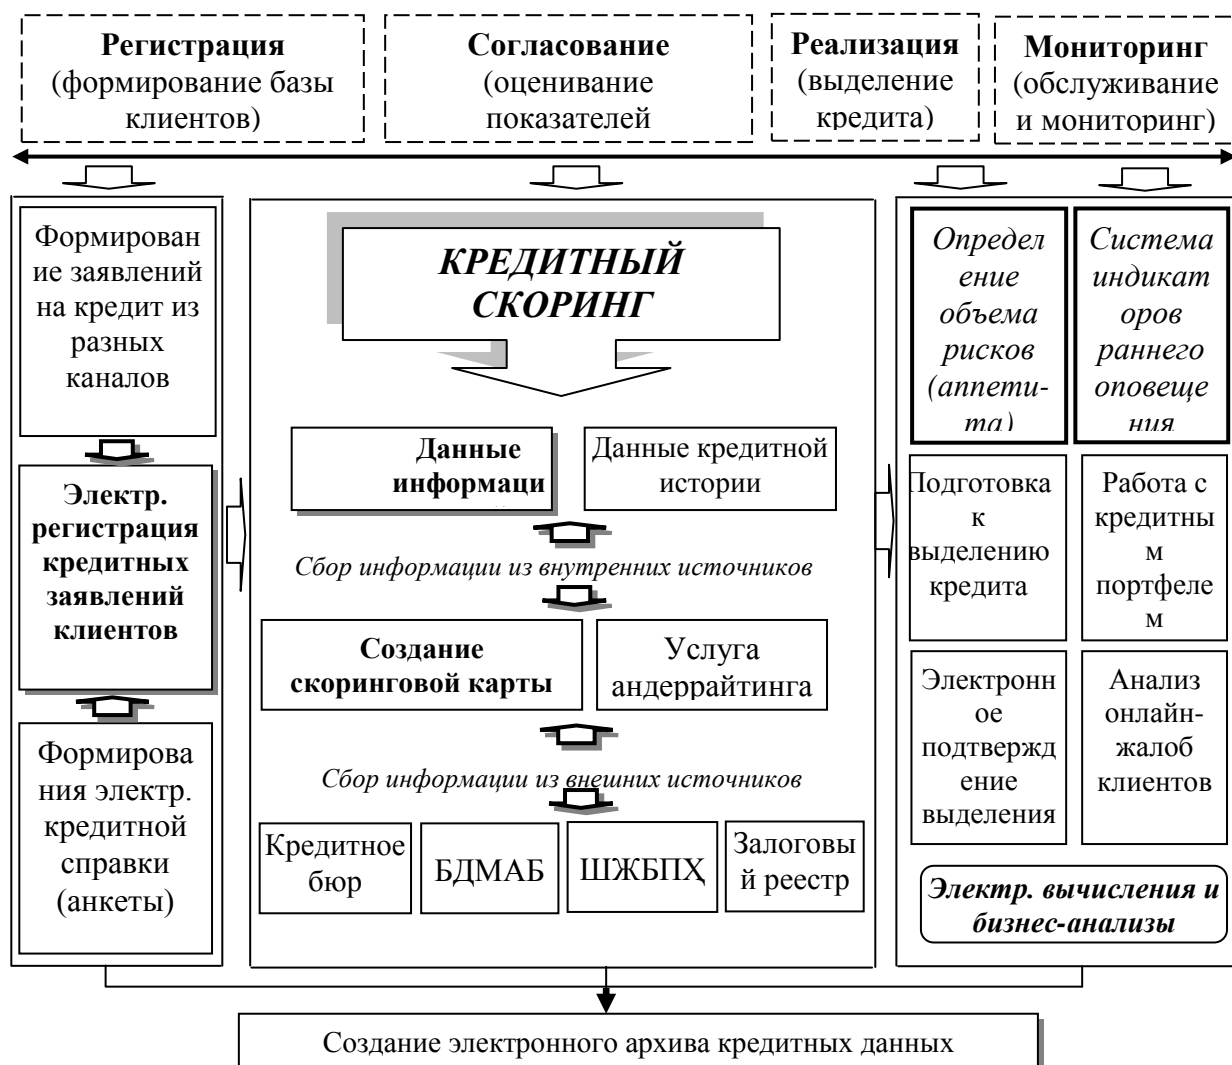 Регистрация
(формирование базы
клиентов)
Согласование
(оценивание
показателей
Реализация
(выделение
кредита)
Мониторинг
(обслуживание
и мониторинг)
Формирован
ие заявлений
на кредит из
разных
каналов
Электр.
регистрация
кредитных
заявлений
клиентов
Формирова
ния электр.
кредитной
справки
(анкеты)
КРЕДИТНЫЙ
СКОРИНГ
Данные
информаци
Данные кредитной
истории
Сбор информации из внутренних источников
Создание
скоринговой карты
Услуга
андеррайтинга
Сбор информации из внешних источников
Кредитное
бюр
БДМАБ
ШЖБПҲ
Залоговы
й реестр
Определ
ение
объема
рисков
(аппети-
та)
Система
индикат
оров
раннего
оповеще
ния
Подготовка
к
выделению
кредита
Работа с
кредитны
м
портфеле
м
Электронн
ое
подтвержд
ение
выделения
Анализ
онлайн-
жалоб
клиентов
Электр. вычисления и
бизнес-анализы
Создание электронного архива кредитных данных